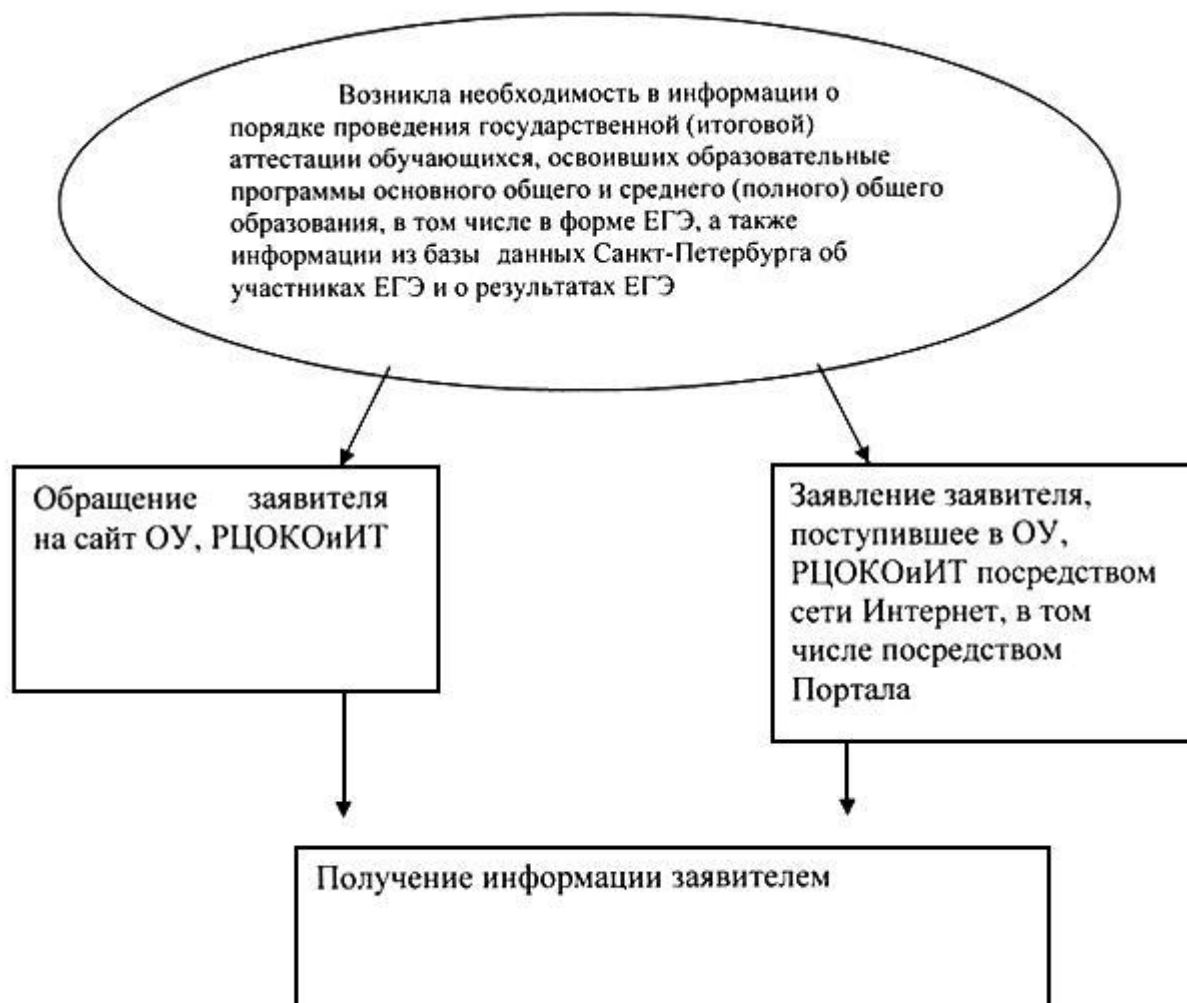 Возникла необходимость в информации о
порядке проведения государственной (итоговой)
аттестации обучающихся, освоивших образовательные
программы основного общего и среднего (полного) общего
образования, в том числе в форме ЕГЭ, а также
информации из базы данных Санкт-Петербурга об
участниках ЕГЭ и о результатах ЕГЭ
Обращение заявителя
на сайт ОУ, РЦОКОиИТ
Заявление заявителя,
поступившее в ОУ,
РЦОКОиИТ посредством
сети Интернет, в том
числе посредством
Портала
Получение информации заявителем